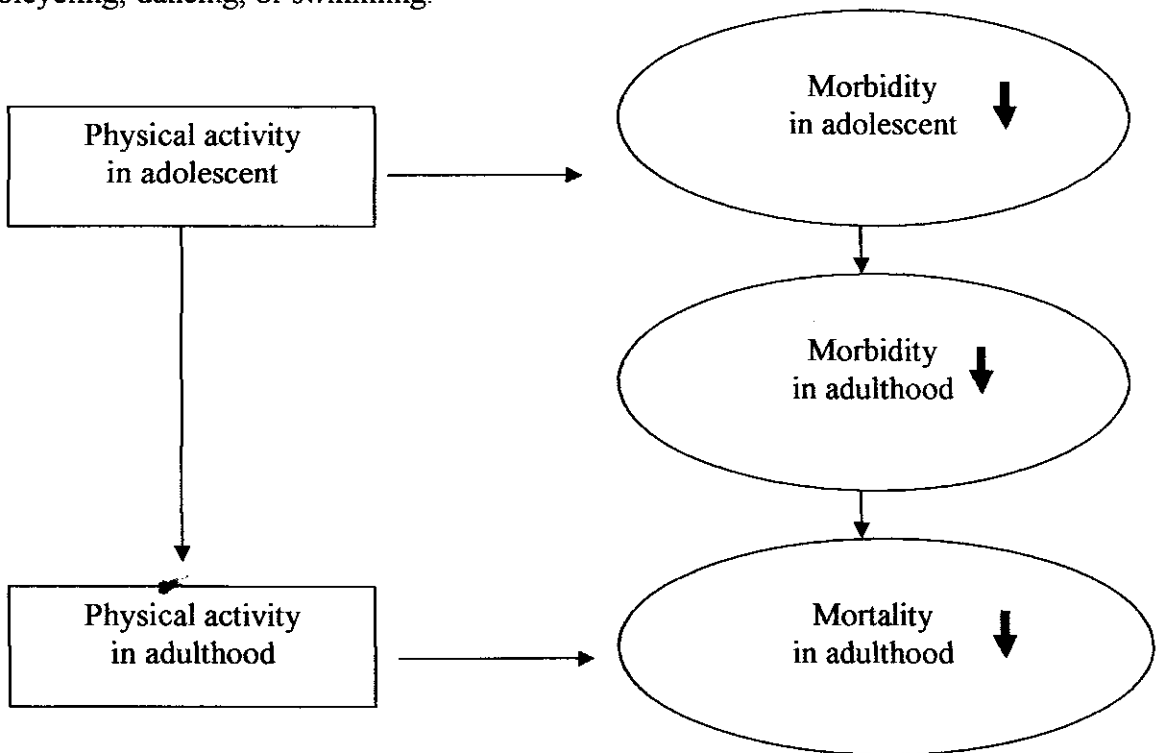 dancing, or swimming.
Physical activity
in adolescent
Morbidity
in adolescent
Morbidity
in adulthood
Physical activity
in adulthood
Mortality
in adulthood